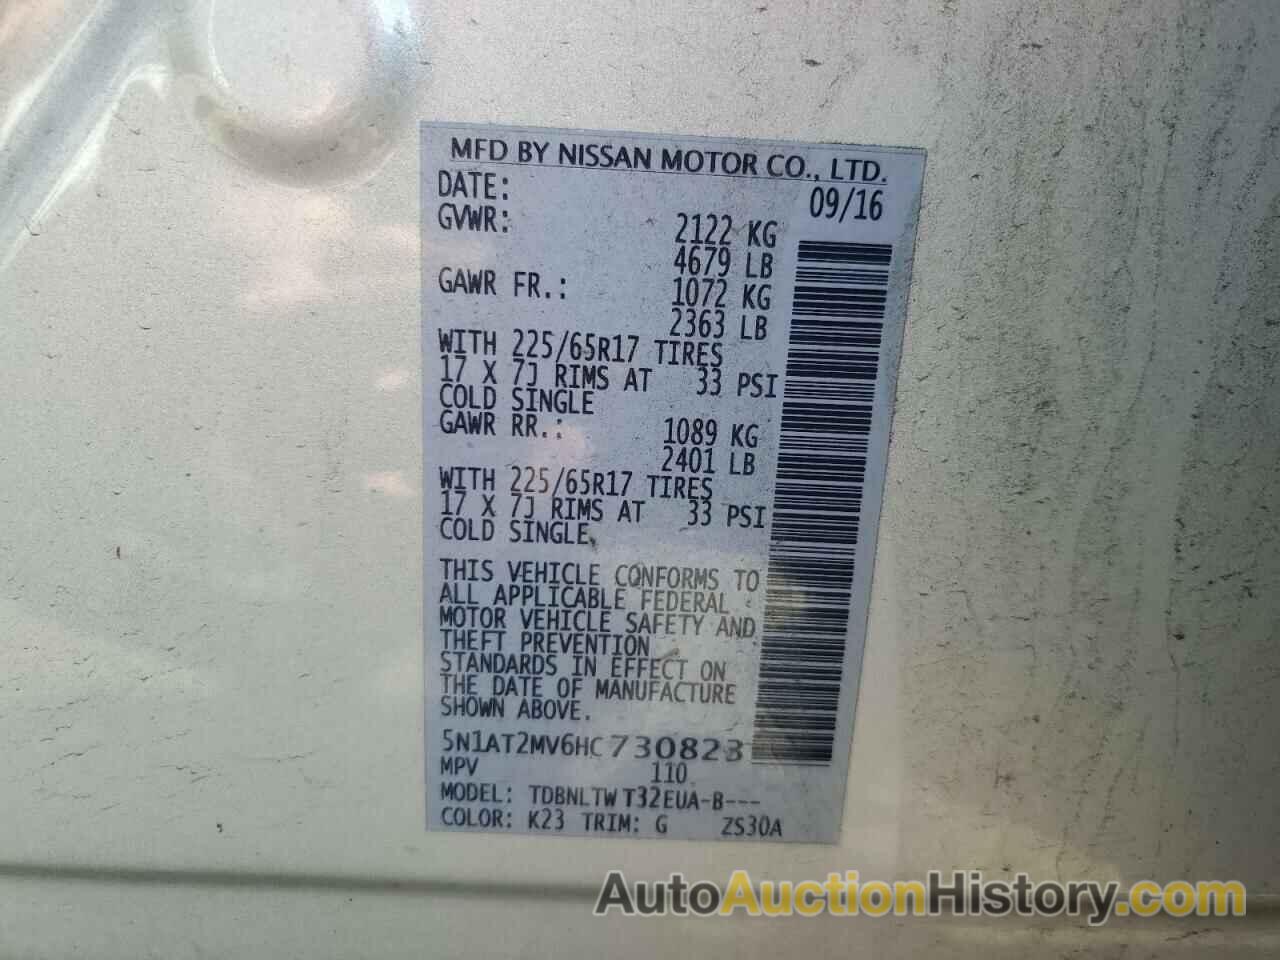 MFD BY NISSAN MOTOR CO., LTD.
DATE: 09/16
GVWR: 2122 KG
4679 LB
GAWR FR.: 1072 KG
2363 LB
WITH 225/65R17 TIRES
17 X 7J RIMS AT 33 PSI
COLD SINGLE
GAWR RR.: 1089 KG
2401 LB
WITH 225/65R17 TIRES
17 X 7J RIMS AT 33 PSI
COLD SINGLE
THIS VEHICLE CONFORMS TO
ALL APPLICABLE FEDERAL
MOTOR VEHICLE SAFETY AND
THEFT PREVENTION
STANDARDS IN EFFECT ON
THE DATE OF MANUFACTURE
SHOWN ABOVE.
5N1AT2MV6HC730823
MPV 110
MODEL: TDBNLTW T32EUA-B---
COLOR: K23 TRIM: G ZS30A
AutoAuctionHistory.com